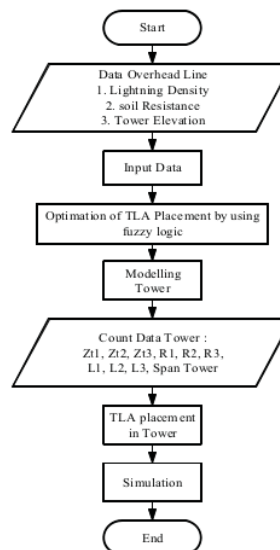 Start
Data Overhead Line
1. Lightning Density
2. soil Resistance
3. Tower Elevation
Input Data
Optimation of TLA Placement by using
fuzzy logic
Modelling
Tower
Count Data Tower :
Zt1, Zt2, Zt3, R1, R2, R3,
L1, L2, L3, Span Tower
TLA placement
in Tower
Simulation
End